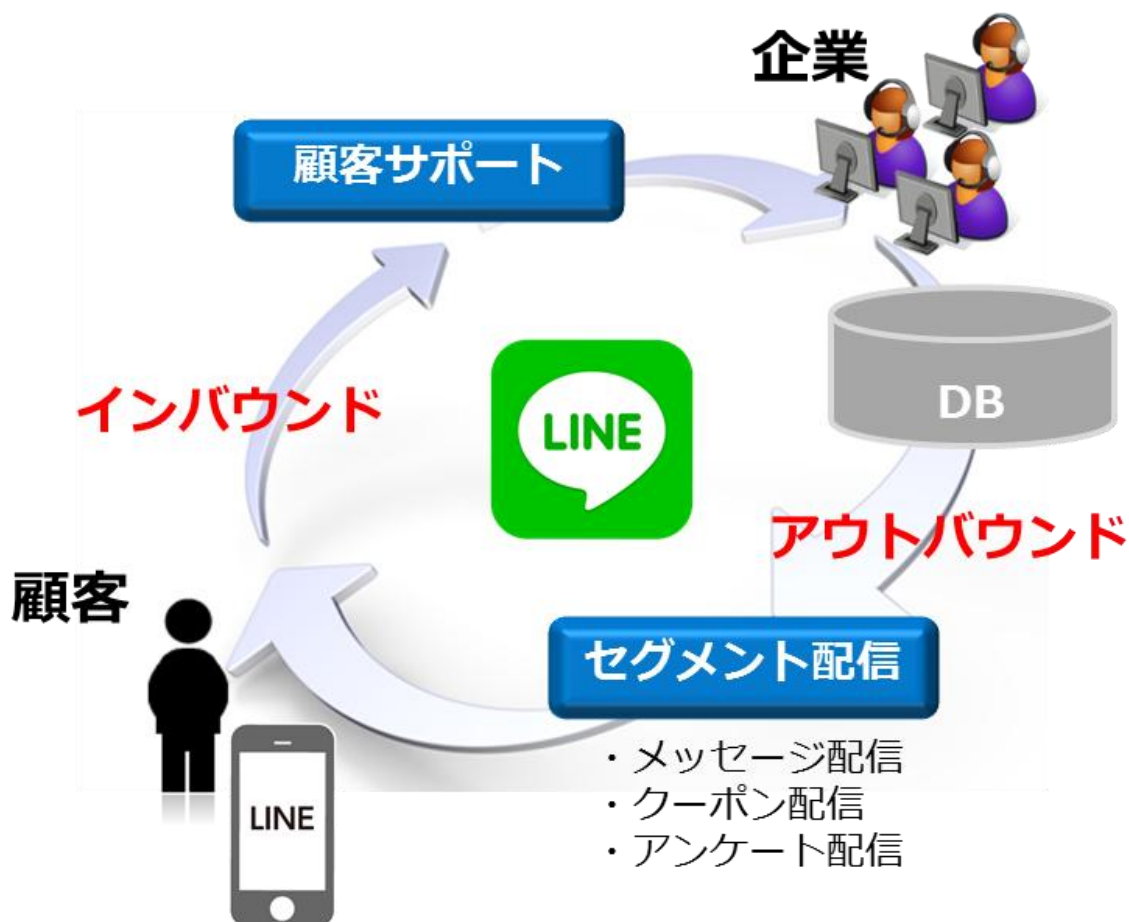 企業
顧客サポート
インバウンド
LINE
DB
アウトバウンド
顧客
セグメント配信
・メッセージ配信
・クーポン配信
・アンケート配信
LINE